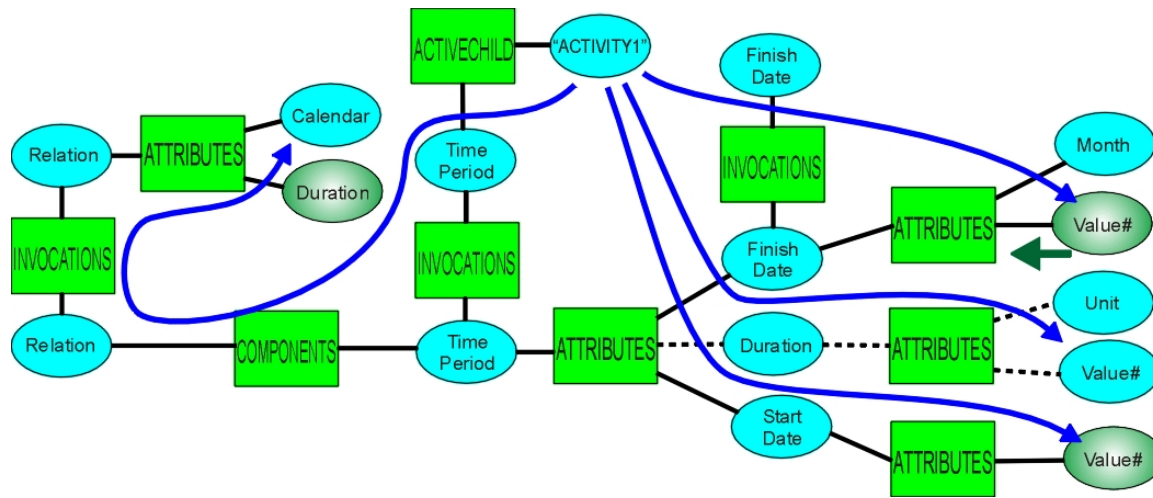 ACTIVECHILD
“ACTIVITY1”
Finish
Date
Calendar
Relation
ATTRIBUTES
Duration
Time
Period
INVOCATIONS
Month
ATTRIBUTES
Value#
INVOCATIONS
INVOCATIONS
Finish
Date
Unit
Relation
COMPONENTS
Time
Period
ATTRIBUTES
Duration
ATTRIBUTES
Value#
Start
Date
ATTRIBUTES
Value#